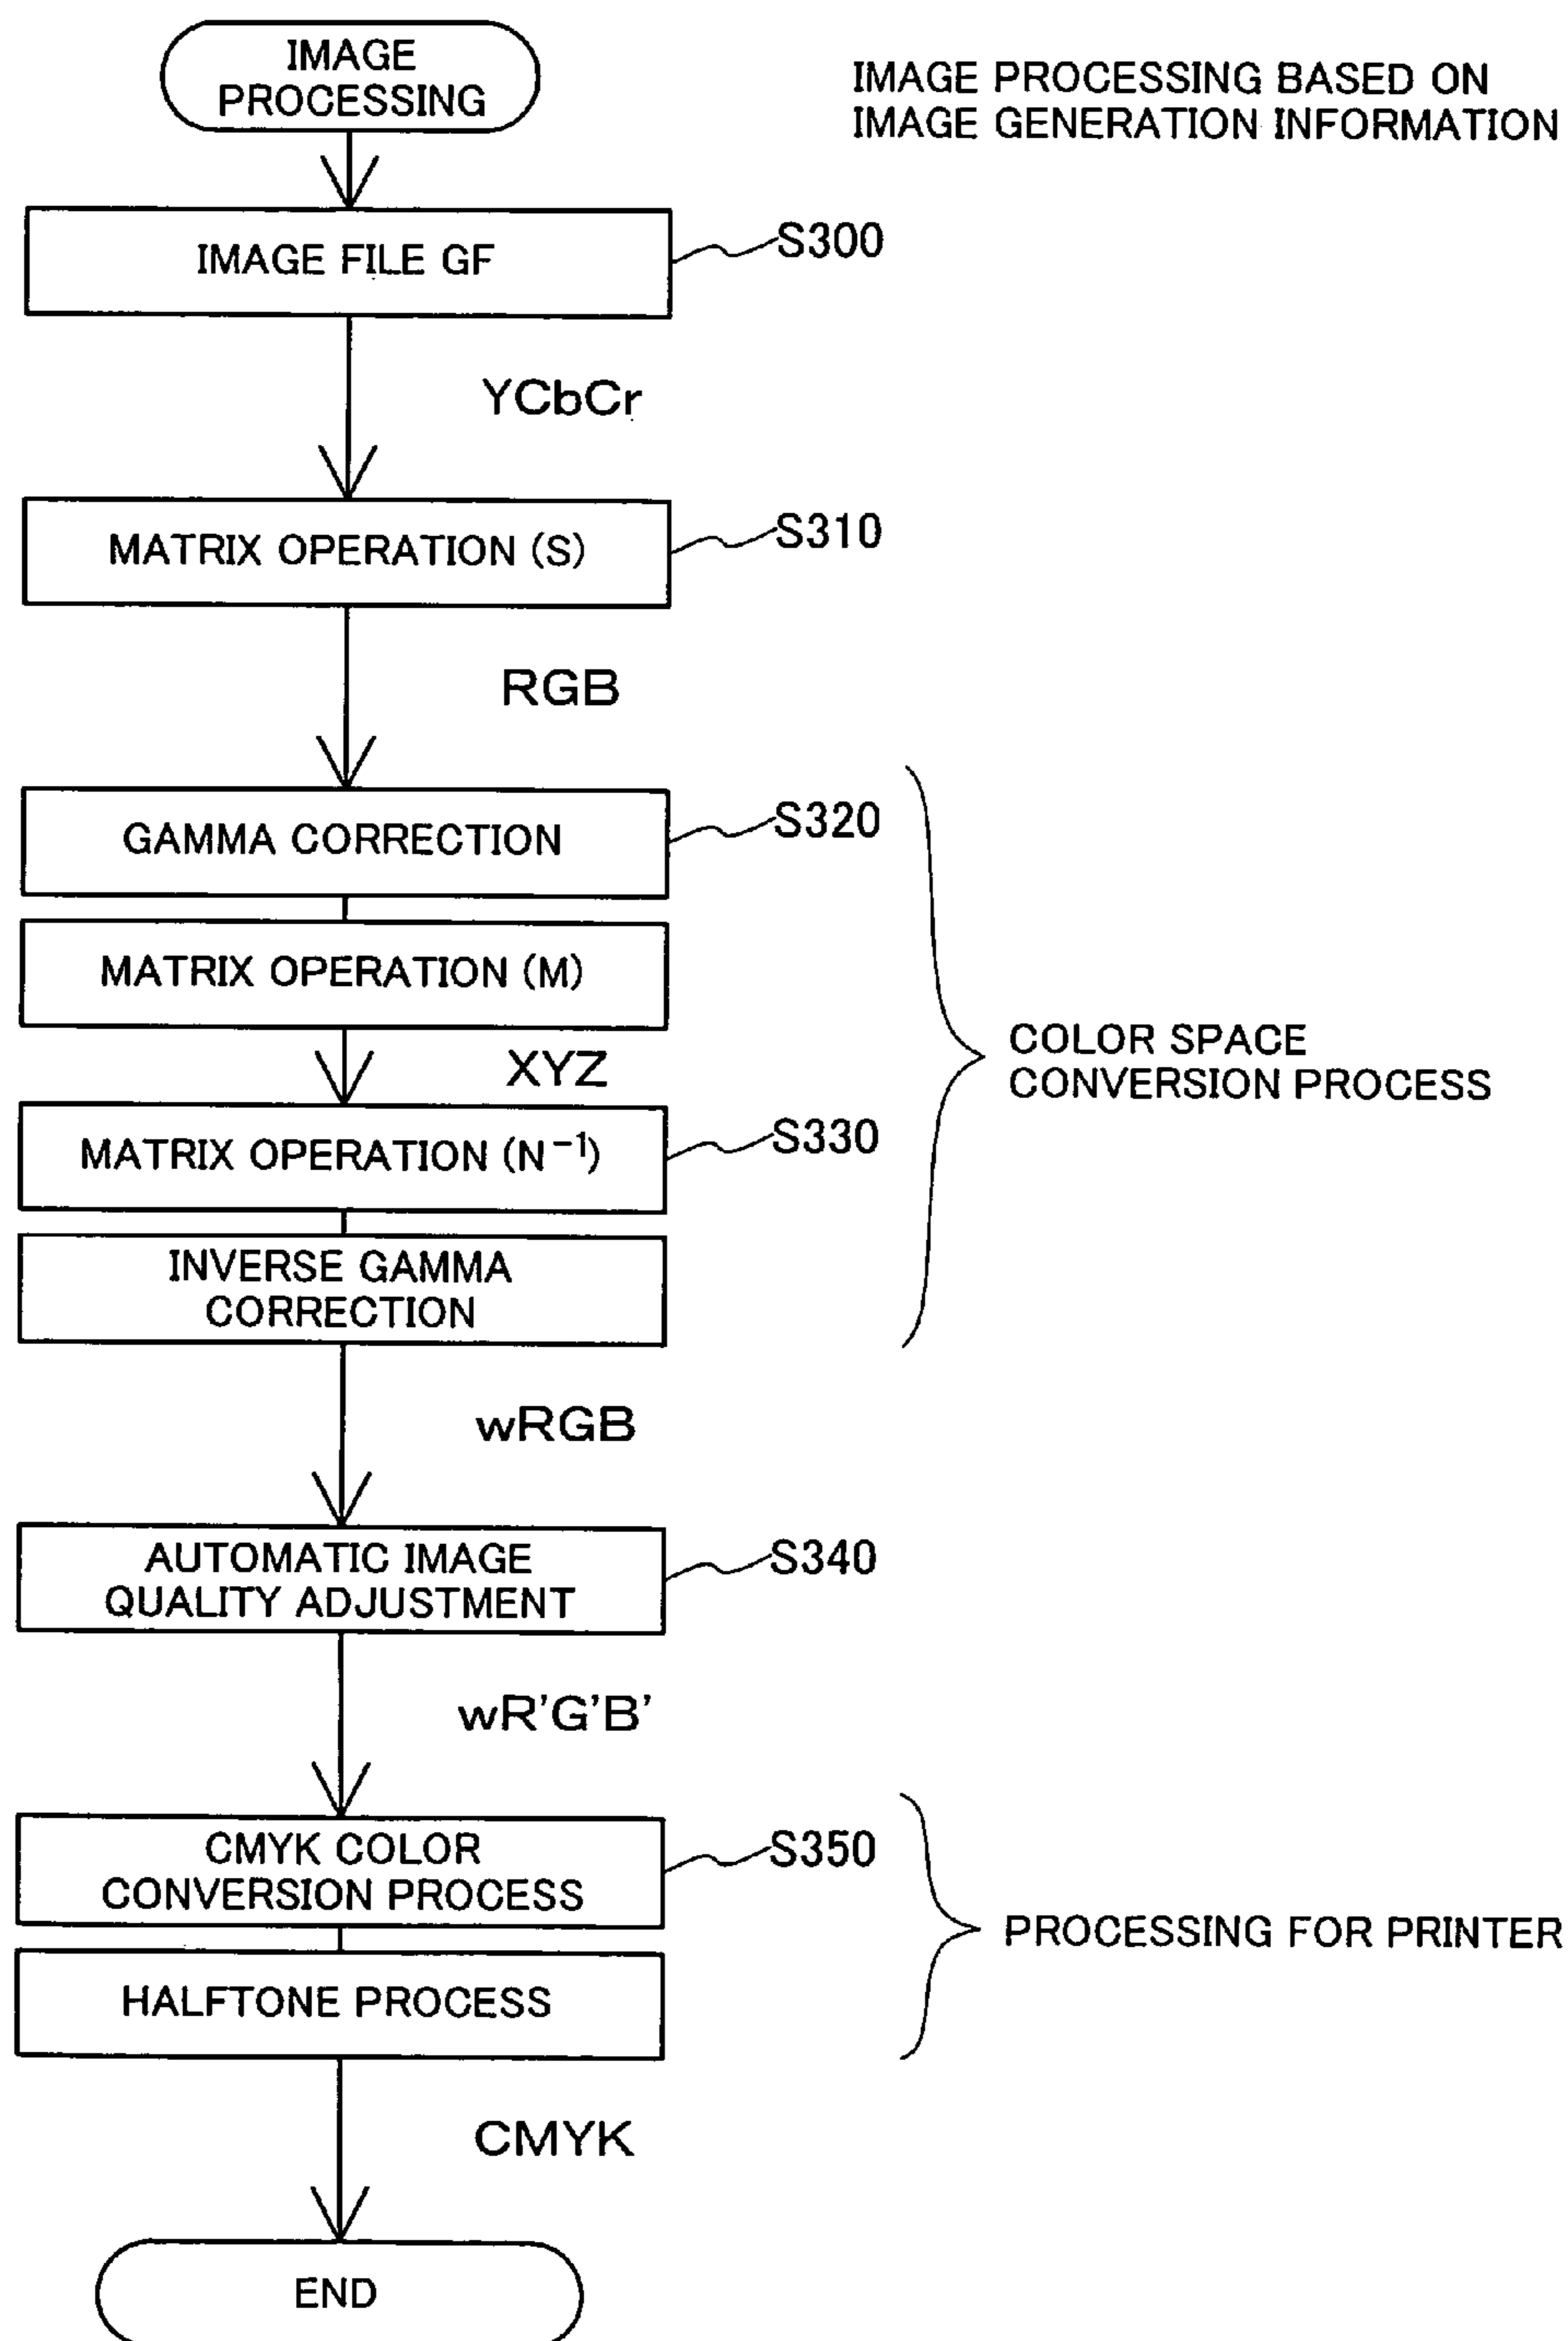 IMAGE
PROCESSING
IMAGE PROCESSING BASED ON
IMAGE GENERATION INFORMATION
IMAGE FILE GF
S300
YCbCr
MATRIX OPERATION (S)
S310
RGB
GAMMA CORRECTION
S320
MATRIX OPERATION (M)
XYZ
COLOR SPACE
CONVERSION PROCESS
MATRIX OPERATION (N⁻¹)
S330
INVERSE GAMMA
CORRECTION
wRGB
AUTOMATIC IMAGE
QUALITY ADJUSTMENT
S340
wR'G'B'
CMYK COLOR
CONVERSION PROCESS
S350
PROCESSING FOR PRINTER
HALFTONE PROCESS
CMYK
END